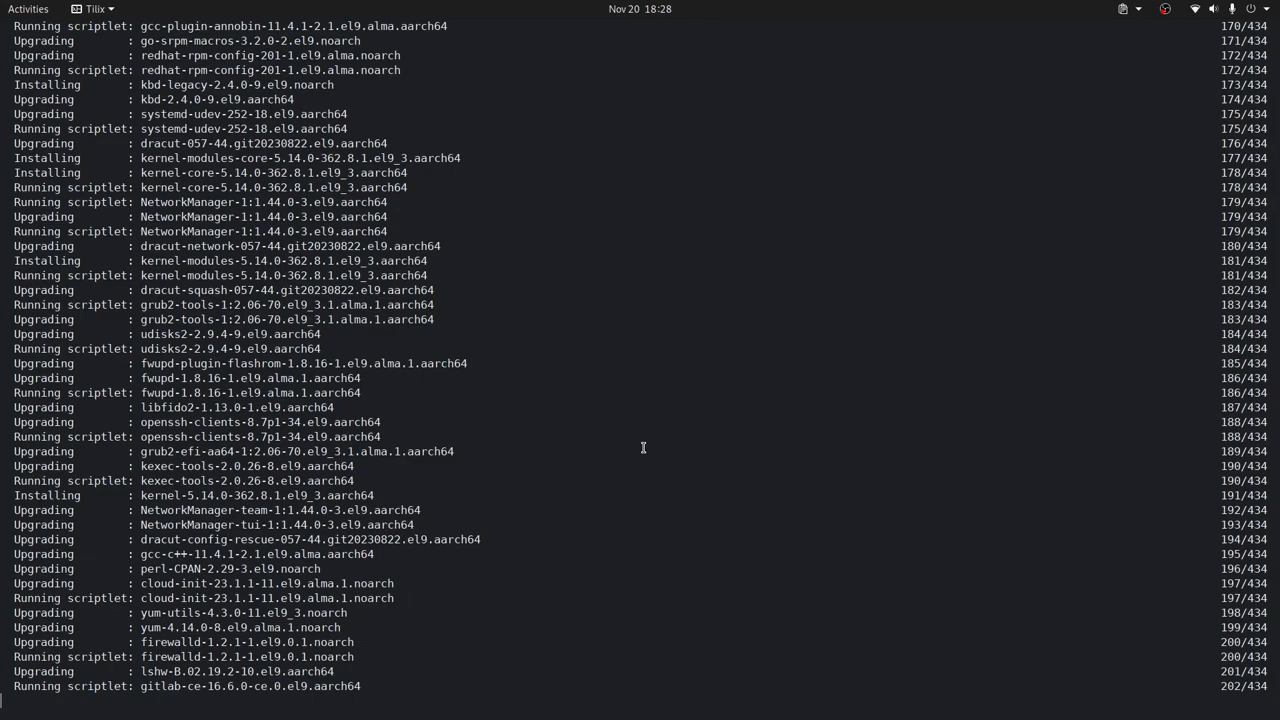 Activities Tilix Nov 20 18:28
Running scriptlet: gcc-plugin-annobin-11.4.1-2.1.el9.alma.aarch64 170/434
Upgrading : go-srpm-macros-3.2.0-2.el9.noarch 171/434
Upgrading : redhat-rpm-config-201-1.el9.alma.noarch 172/434
Running scriptlet: redhat-rpm-config-201-1.el9.alma.noarch 172/434
Installing : kbd-legacy-2.4.0-9.el9.noarch 173/434
Upgrading : kbd-2.4.0-9.el9.aarch64 174/434
Upgrading : systemd-udev-252-18.el9.aarch64 175/434
Running scriptlet: systemd-udev-252-18.el9.aarch64 175/434
Upgrading : dracut-057-44.git20230822.el9.aarch64 176/434
Installing : kernel-modules-core-5.14.0-362.8.1.el9_3.aarch64 177/434
Installing : kernel-core-5.14.0-362.8.1.el9_3.aarch64 178/434
Running scriptlet: kernel-core-5.14.0-362.8.1.el9_3.aarch64 178/434
Running scriptlet: NetworkManager-1:1.44.0-3.el9.aarch64 179/434
Upgrading : NetworkManager-1:1.44.0-3.el9.aarch64 179/434
Running scriptlet: NetworkManager-1:1.44.0-3.el9.aarch64 179/434
Upgrading : dracut-network-057-44.git20230822.el9.aarch64 180/434
Installing : kernel-modules-5.14.0-362.8.1.el9_3.aarch64 181/434
Running scriptlet: kernel-modules-5.14.0-362.8.1.el9_3.aarch64 181/434
Upgrading : dracut-squash-057-44.git20230822.el9.aarch64 182/434
Running scriptlet: grub2-tools-1:2.06-70.el9_3.1.alma.1.aarch64 183/434
Upgrading : grub2-tools-1:2.06-70.el9_3.1.alma.1.aarch64 183/434
Upgrading : udisks2-2.9.4-9.el9.aarch64 184/434
Running scriptlet: udisks2-2.9.4-9.el9.aarch64 184/434
Upgrading : fwupd-plugin-flashrom-1.8.16-1.el9.alma.1.aarch64 185/434
Upgrading : fwupd-1.8.16-1.el9.alma.1.aarch64 186/434
Running scriptlet: fwupd-1.8.16-1.el9.alma.1.aarch64 186/434
Upgrading : libfido2-1.13.0-1.el9.aarch64 187/434
Upgrading : openssh-clients-8.7p1-34.el9.aarch64 188/434
Running scriptlet: openssh-clients-8.7p1-34.el9.aarch64 188/434
Upgrading : grub2-efi-aa64-1:2.06-70.el9_3.1.alma.1.aarch64 189/434
Upgrading : kexec-tools-2.0.26-8.el9.aarch64 190/434
Running scriptlet: kexec-tools-2.0.26-8.el9.aarch64 190/434
Installing : kernel-5.14.0-362.8.1.el9_3.aarch64 191/434
Upgrading : NetworkManager-team-1:1.44.0-3.el9.aarch64 192/434
Upgrading : NetworkManager-tui-1:1.44.0-3.el9.aarch64 193/434
Upgrading : dracut-config-rescue-057-44.git20230822.el9.aarch64 194/434
Upgrading : gcc-c++-11.4.1-2.1.el9.alma.aarch64 195/434
Upgrading : perl-CPAN-2.29-3.el9.noarch 196/434
Upgrading : cloud-init-23.1.1-11.el9.alma.1.noarch 197/434
Running scriptlet: cloud-init-23.1.1-11.el9.alma.1.noarch 197/434
Upgrading : yum-utils-4.3.0-11.el9_3.noarch 198/434
Upgrading : yum-4.14.0-8.el9.alma.1.noarch 199/434
Upgrading : firewalld-1.2.1-1.el9.0.1.noarch 200/434
Running scriptlet: firewalld-1.2.1-1.el9.0.1.noarch 200/434
Upgrading : lshw-B.02.19.2-10.el9.aarch64 201/434
Running scriptlet: gitlab-ce-16.6.0-ce.0.el9.aarch64 202/434